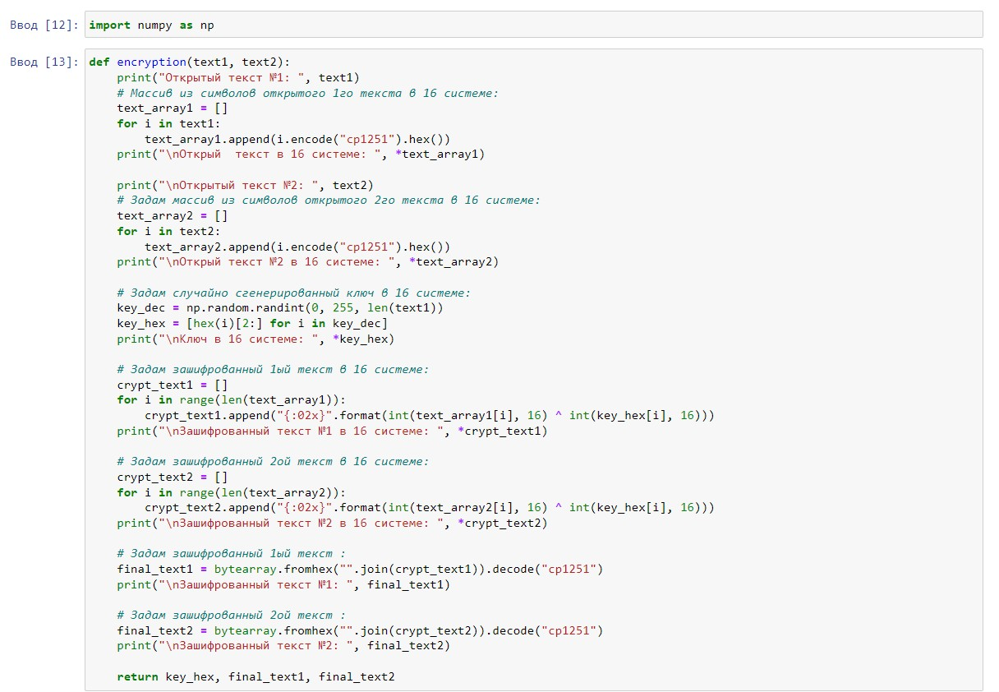 Ввод [12]: import numpy as np
Ввод [13]: def encryption(text1, text2):
    print("Открытый текст №1: ", text1)
    # Массив из символов открытого 1го текста в 16 системе:
    text_array1 = []
    for i in text1:
        text_array1.append(i.encode("cp1251").hex())
    print("\nОткрый  текст в 16 системе: ", *text_array1)

    print("\nОткрытый текст №2: ", text2)
    # Задам массив из символов открытого 2го текста в 16 системе:
    text_array2 = []
    for i in text2:
        text_array2.append(i.encode("cp1251").hex())
    print("\nОткрый текст №2 в 16 системе: ", *text_array2)

    # Задам случайно сгенерированный ключ в 16 системе:
    key_dec = np.random.randint(0, 255, len(text1))
    key_hex = [hex(i)[2:] for i in key_dec]
    print("\nКлюч в 16 системе: ", *key_hex)

    # Задам зашифрованный 1ый текст в 16 системе:
    crypt_text1 = []
    for i in range(len(text_array1)):
        crypt_text1.append("{:02x}".format(int(text_array1[i], 16) ^ int(key_hex[i], 16)))
    print("\nЗашифрованный текст №1 в 16 системе: ", *crypt_text1)

    # Задам зашифрованный 2ой текст в 16 системе:
    crypt_text2 = []
    for i in range(len(text_array2)):
        crypt_text2.append("{:02x}".format(int(text_array2[i], 16) ^ int(key_hex[i], 16)))
    print("\nЗашифрованный текст №2 в 16 системе: ", *crypt_text2)

    # Задам зашифрованный 1ый текст :
    final_text1 = bytearray.fromhex("".join(crypt_text1)).decode("cp1251")
    print("\nЗашифрованный текст №1: ", final_text1)

    # Задам зашифрованный 2ой текст :
    final_text2 = bytearray.fromhex("".join(crypt_text2)).decode("cp1251")
    print("\nЗашифрованный текст №2: ", final_text2)

    return key_hex, final_text1, final_text2